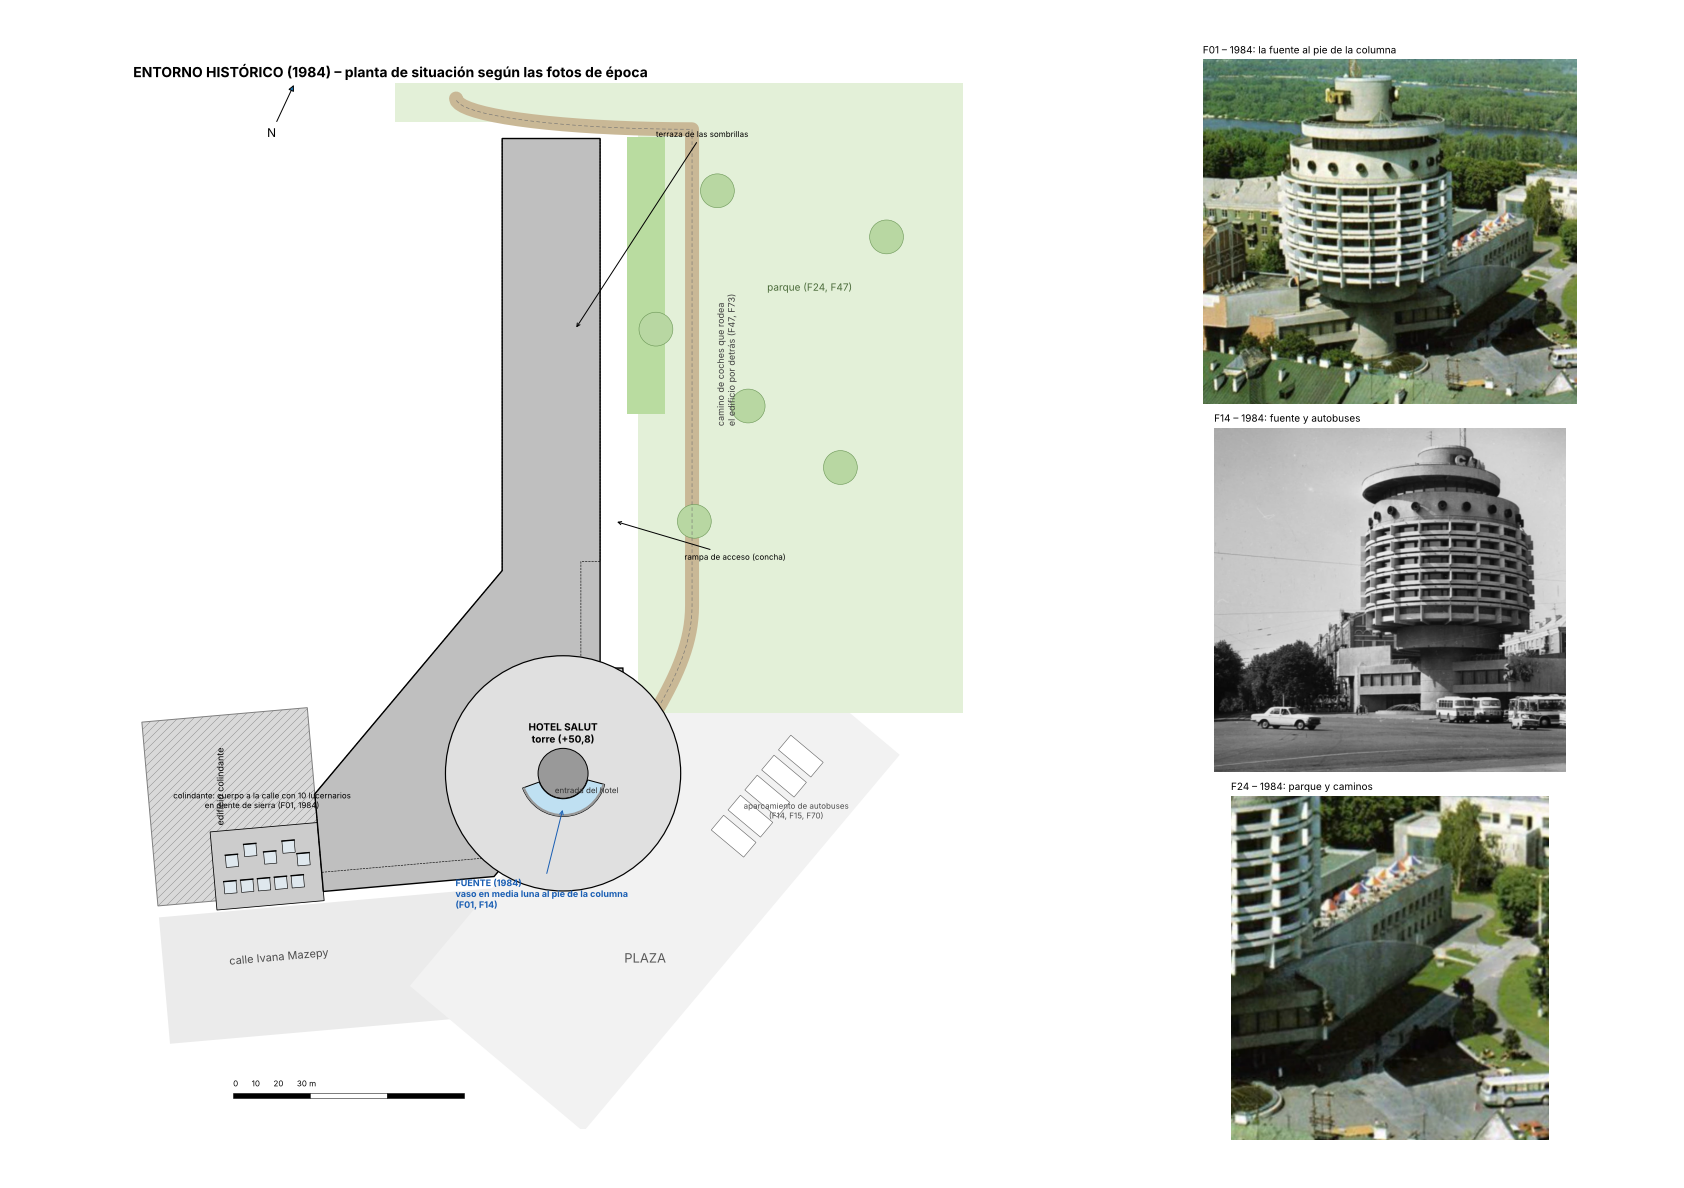 ENTORNO HISTÓRICO (1984) – planta de situación según las fotos de época
N
terraza de las sombrillas
parque (F24, F47)
camino de coches que rodea
el edificio por detrás (F47, F73)
rampa de acceso (concha)
HOTEL SALUT
torre (+50,8)
entrada del hotel
edificio colindante
colindante: cuerpo a la calle con 10 lucernarios
en diente de sierra (F01, 1984)
aparcamiento de autobuses
(F14, F15, F70)
FUENTE (1984)
vaso en media luna al pie de la columna
(F01, F14)
calle Ivana Mazepy
PLAZA
0 10 20 30 m
F01 – 1984: la fuente al pie de la columna
F14 – 1984: fuente y autobuses
F24 – 1984: parque y caminos